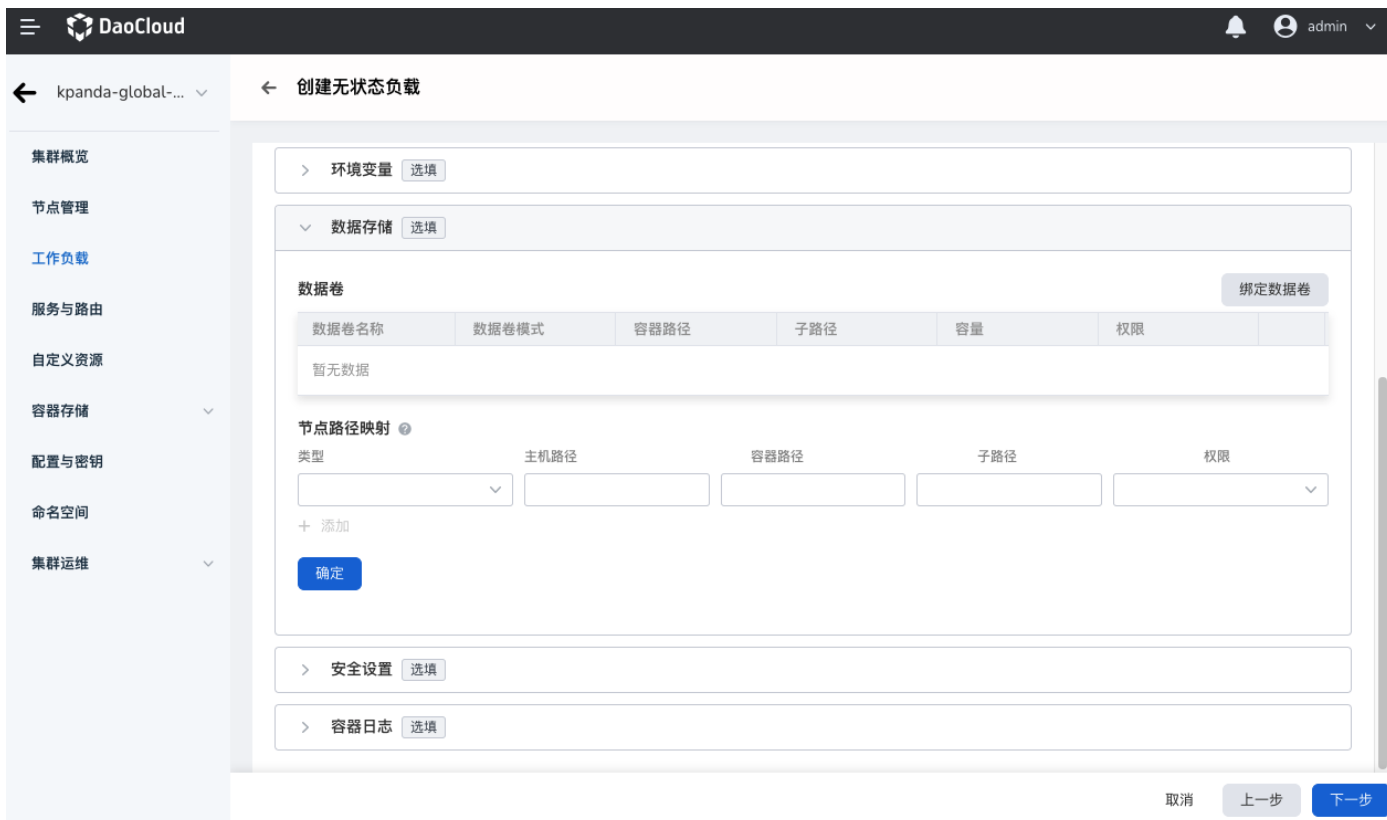 DaoCloud
admin
kpanda-global-...
创建无状态负载
集群概览
节点管理
工作负载
服务与路由
自定义资源
容器存储
配置与密钥
命名空间
集群运维
环境变量 选填
数据存储 选填
数据卷 绑定数据卷
数据卷名称 数据卷模式 容器路径 子路径 容量 权限
暂无数据
节点路径映射
类型 主机路径 容器路径 子路径 权限
+ 添加
确定
安全设置 选填
容器日志 选填
取消 上一步 下一步